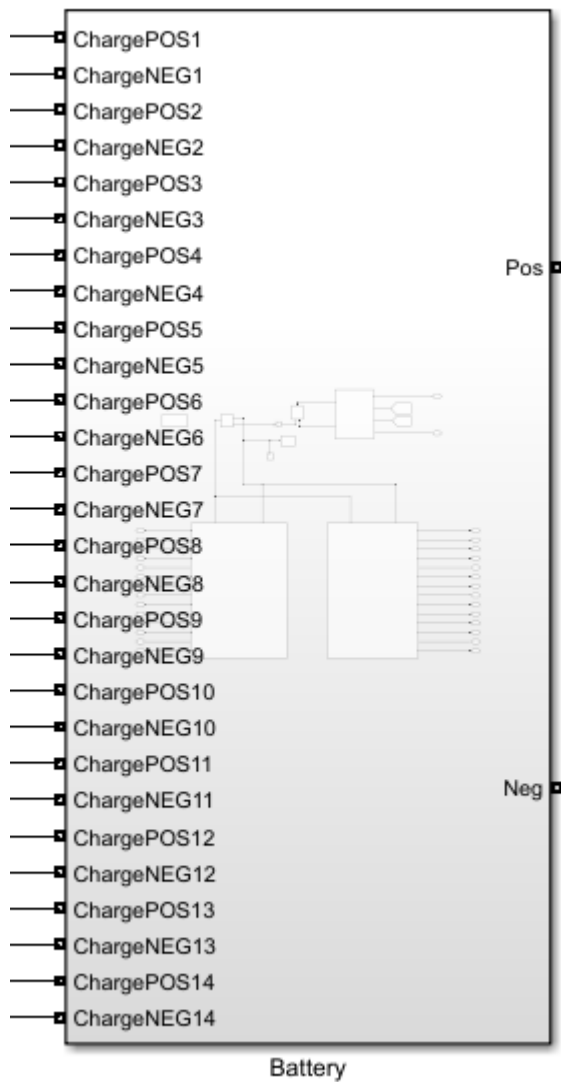 ChargePOS1
ChargeNEG1
ChargePOS2
ChargeNEG2
ChargePOS3
ChargeNEG3
ChargePOS4
ChargeNEG4
ChargePOS5
ChargeNEG5
ChargePOS6
ChargeNEG6
ChargePOS7
ChargeNEG7
ChargePOS8
ChargeNEG8
ChargePOS9
ChargeNEG9
ChargePOS10
ChargeNEG10
ChargePOS11
ChargeNEG11
ChargePOS12
ChargeNEG12
ChargePOS13
ChargeNEG13
ChargePOS14
ChargeNEG14
Pos
Neg
Battery